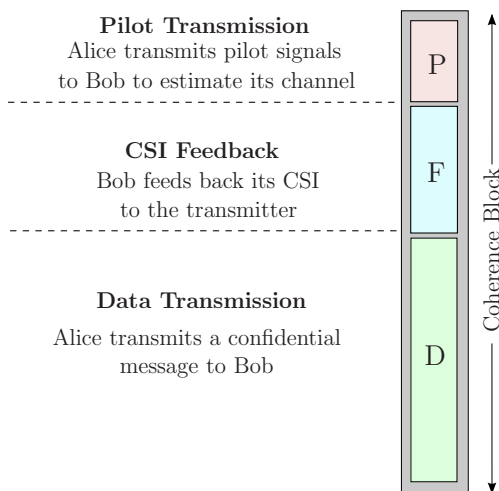 Pilot Transmission
Alice transmits pilot signals
to Bob to estimate its channel
P
CSI Feedback
Bob feeds back its CSI
to the transmitter
F
Data Transmission
Alice transmits a confidential
message to Bob
D
Coherence Block